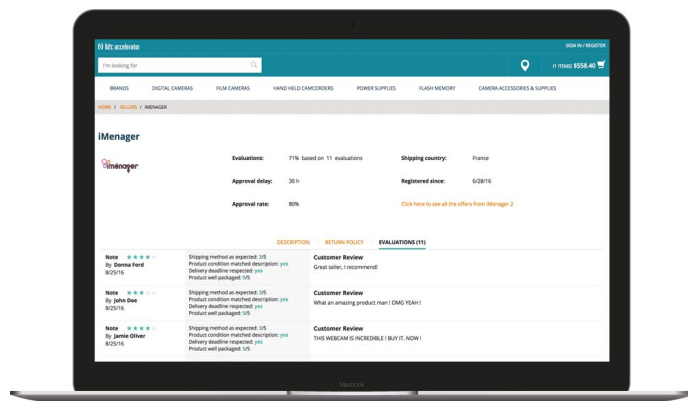 b2c accelerator
SIGN IN / REGISTER
I'm looking for
$558.40
BRANDS DIGITAL CAMERAS FILM CAMERAS HAND HELD CAMCORDERS POWER SUPPLIES FLASH MEMORY CAMERA ACCESSORIES & SUPPLIES
HOME / SELLERS / IMENAGER
iMenager
iménager
Evaluations: 71% based on 11 evaluations Shipping country: France
Approval delay: 30 h Registered since: 6/28/16
Approval rate: 80% Click here to see all the offers from iMenager 2
DESCRIPTION RETURN POLICY EVALUATIONS (11)
Note
By Donna Ford
8/25/16
Shipping method as expected: 3/5
Product condition matched description: yes
Delivery deadline respected: yes
Product well packaged: 5/5
Customer Review
Great seller, I recommend!
Note
By John Doe
8/25/16
Shipping method as expected: 3/5
Product condition matched description: yes
Delivery deadline respected: yes
Product well packaged: 5/5
Customer Review
What an amazing product man ! OMG YEAH !
Note
By Jamie Oliver
8/25/16
Shipping method as expected: 3/5
Product condition matched description: yes
Delivery deadline respected: yes
Product well packaged: 5/5
Customer Review
THIS WEBCAM IS INCREDIBLE ! BUY IT. NOW !
Macbook